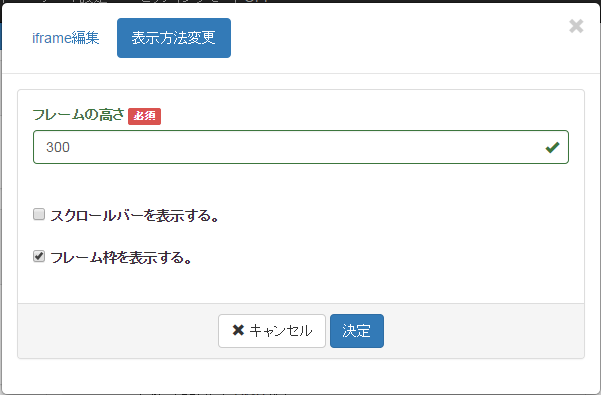 iframe編集
表示方法変更
フレームの高さ 必須
300
スクロールバーを表示する。
フレーム枠を表示する。
キャンセル 決定